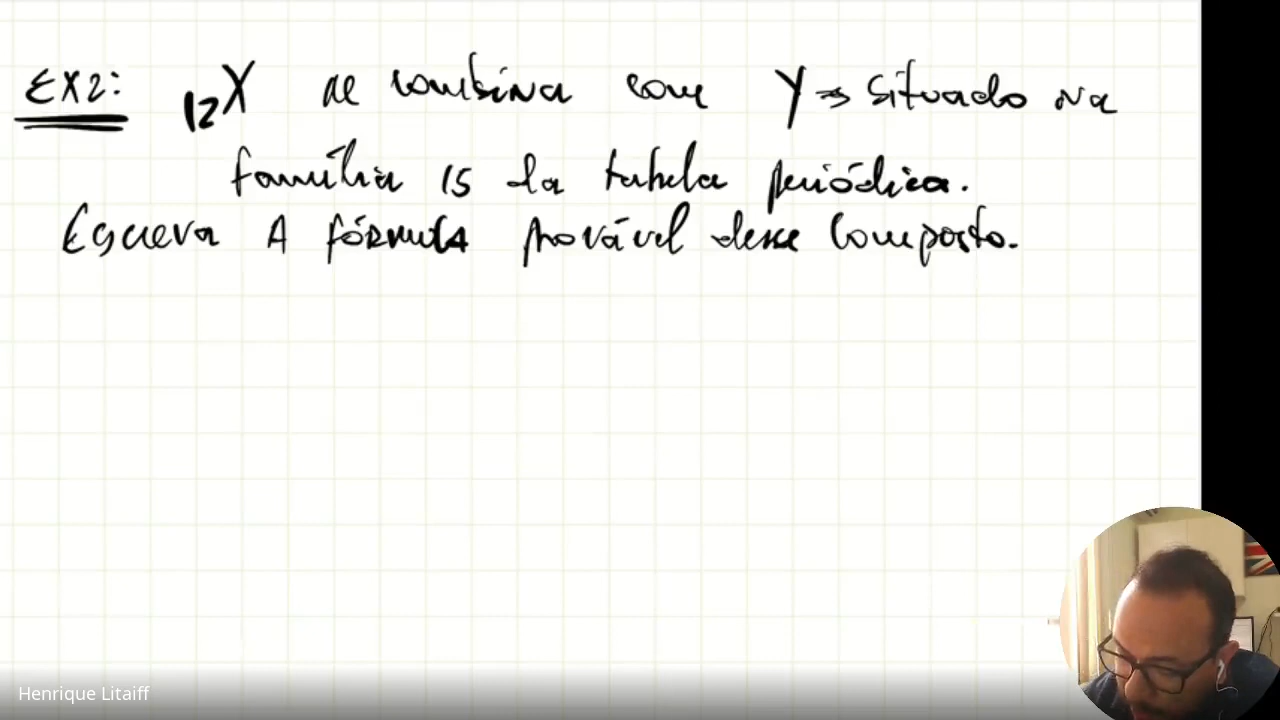 EX2: 12X se combina com Y → situado na
família 15 da tabela periódica.
Escreva A fórmula provável desse composto.
Henrique Litaiff